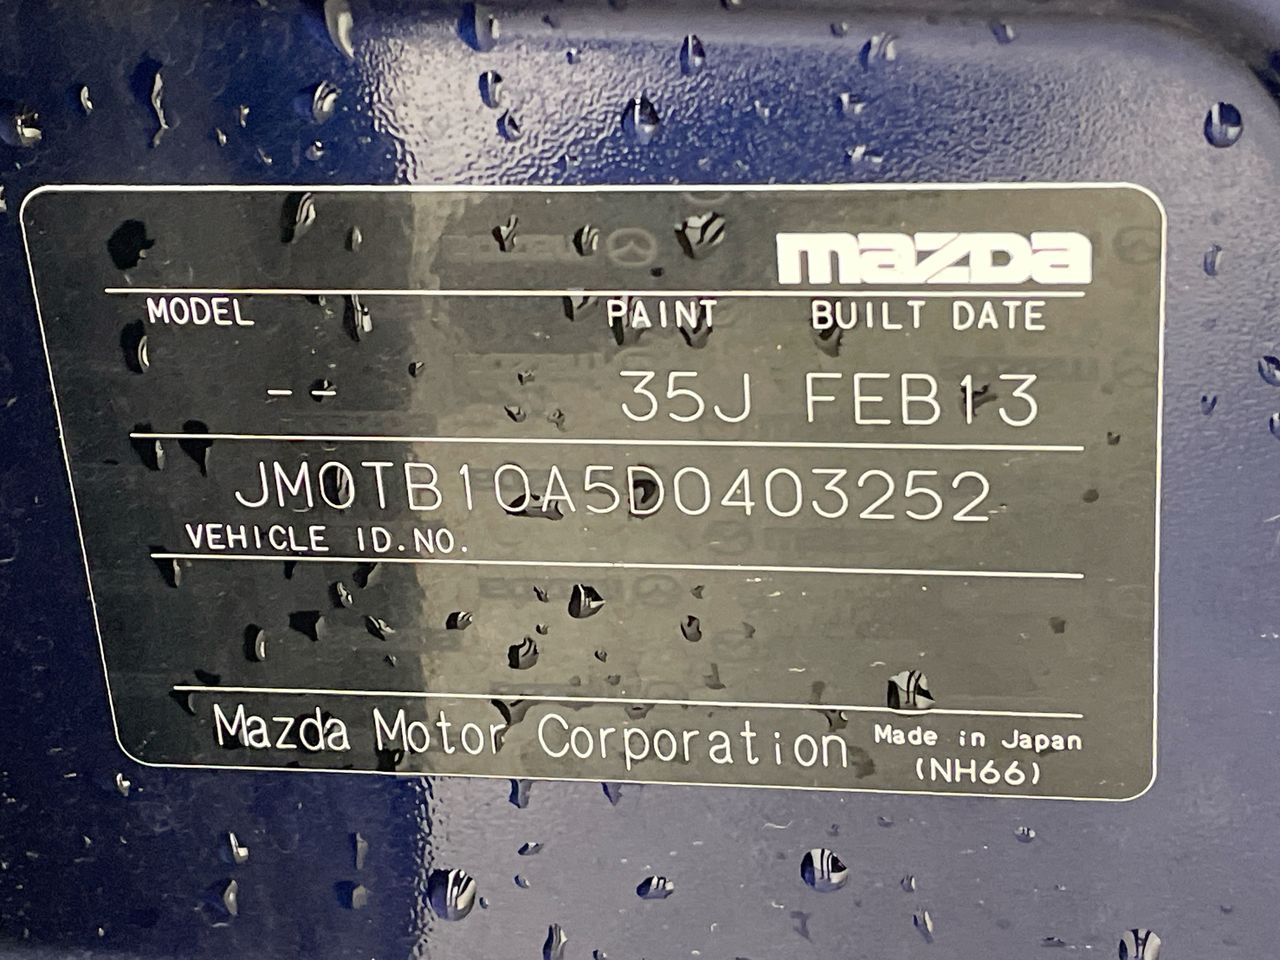 mazda
MODEL PAINT BUILT DATE
-- 35J FEB13
JM0TB10A5D0403252
VEHICLE ID.NO.
Mazda Motor Corporation Made in Japan
(NH66)